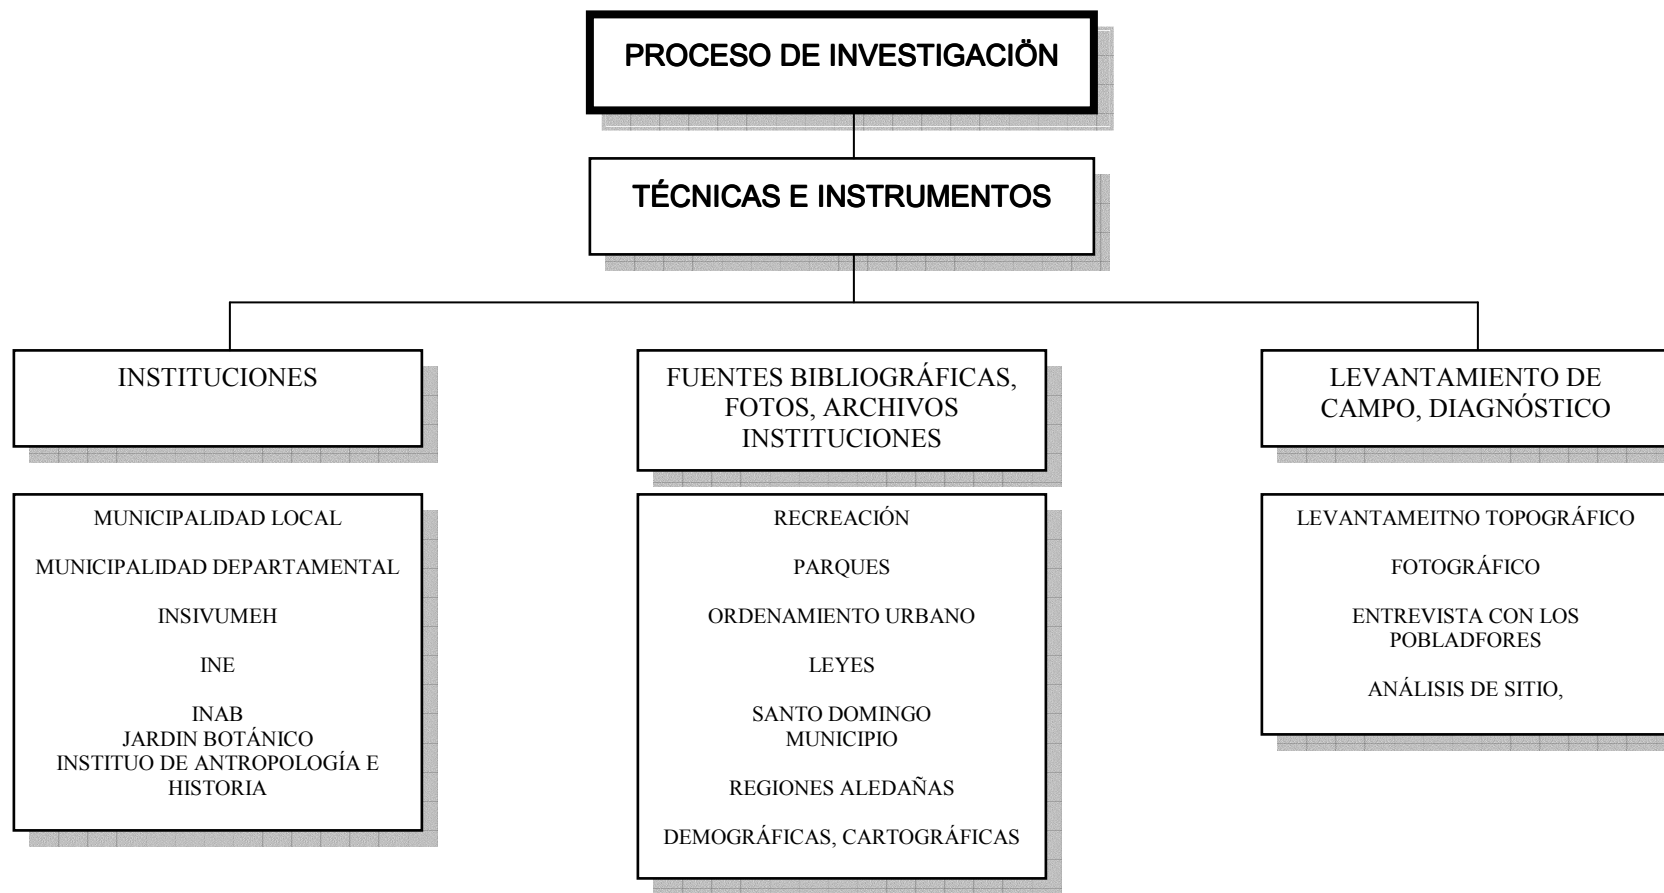 PROCESO DE INVESTIGACIÖN
TÉCNICAS E INSTRUMENTOS
INSTITUCIONES
FUENTES BIBLIOGRÁFICAS,
FOTOS, ARCHIVOS
INSTITUCIONES
LEVANTAMIENTO DE
CAMPO, DIAGNÓSTICO
MUNICIPALIDAD LOCAL
MUNICIPALIDAD DEPARTAMENTAL
INSIVUMEH
INE
INAB
JARDIN BOTÁNICO
INSTITUO DE ANTROPOLOGÍA E
HISTORIA
RECREACIÓN
PARQUES
ORDENAMIENTO URBANO
LEYES
SANTO DOMINGO
MUNICIPIO
REGIONES ALEDAÑAS
DEMOGRÁFICAS, CARTOGRÁFICAS
LEVANTAMEITNO TOPOGRÁFICO
FOTOGRÁFICO
ENTREVISTA CON LOS
POBLADFORES
ANÁLISIS DE SITIO,